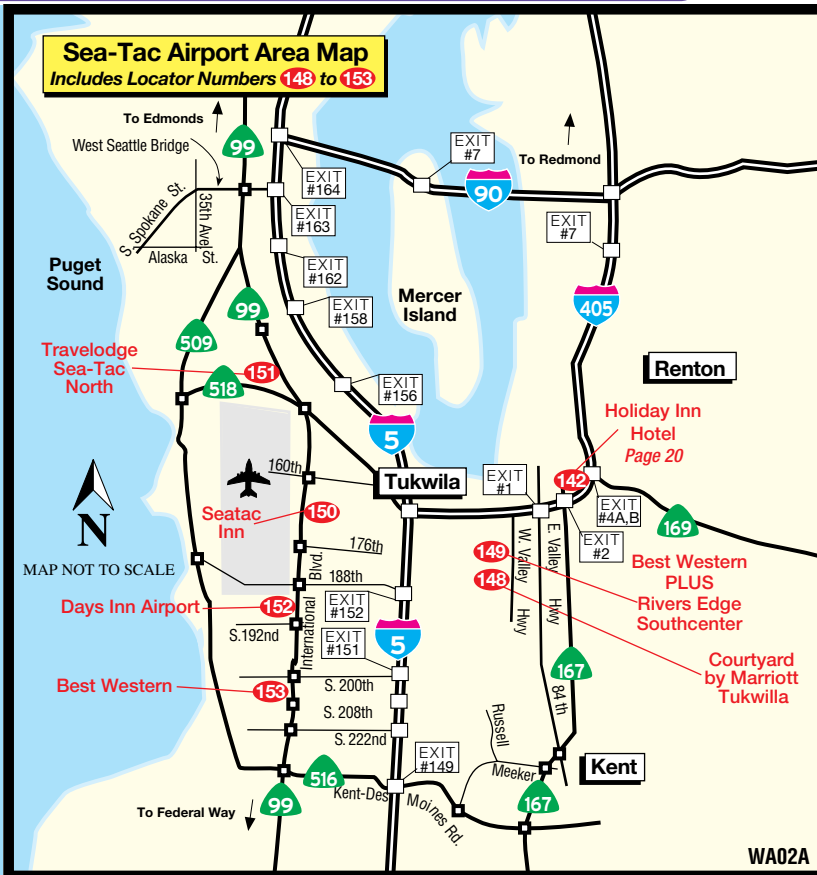 Sea-Tac Airport Area Map
Includes Locator Numbers 148 to 153
To Edmonds
West Seattle Bridge
99
EXIT
#164
EXIT
#7
To Redmond
90
S. Spokane St.
35th Ave
Alaska St.
EXIT
#163
EXIT
#7
EXIT
#162
Puget
Sound
99
EXIT
#158
Mercer
Island
405
509
Travelodge
Sea-Tac
North
151
518
EXIT
#156
Renton
5
Holiday Inn
Hotel
Page 20
142
160th
Tukwila
EXIT
#1
EXIT
#4A,B
169
N
MAP NOT TO SCALE
Seatac
Inn
150
EXIT
#2
176th
W. Valley Hwy
E. Valley Hwy
149
148
Best Western
PLUS
Rivers Edge
Southcenter
188th
International Blvd.
Days Inn Airport
152
EXIT
#152
S.192nd
EXIT
#151
5
Courtyard
by Marriott
Tukwilla
167
84 th
Best Western
153
S. 200th
S. 208th
S. 222nd
Russell
EXIT
#149
Meeker
Kent
516
Kent-Des Moines Rd.
167
To Federal Way
99
WA02A